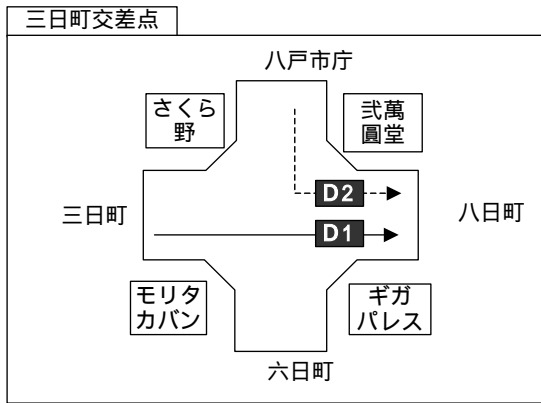 三日町交差点
八戸市庁
さくら
野
弐萬
圓堂
D2
三日町
八日町
D1
モリタ
カバン
ギガ
パレス
六日町